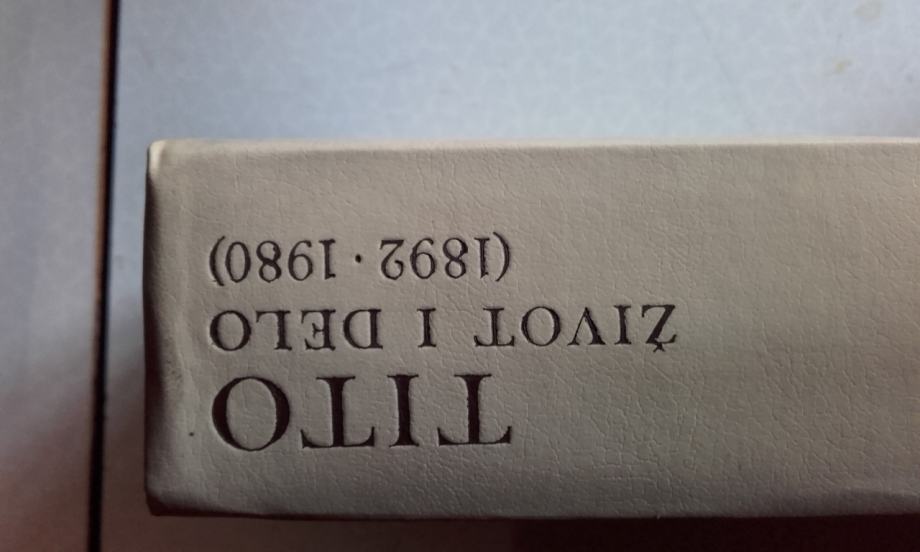 TITO
ŽIVOT I DELO
(1892 · 1980)